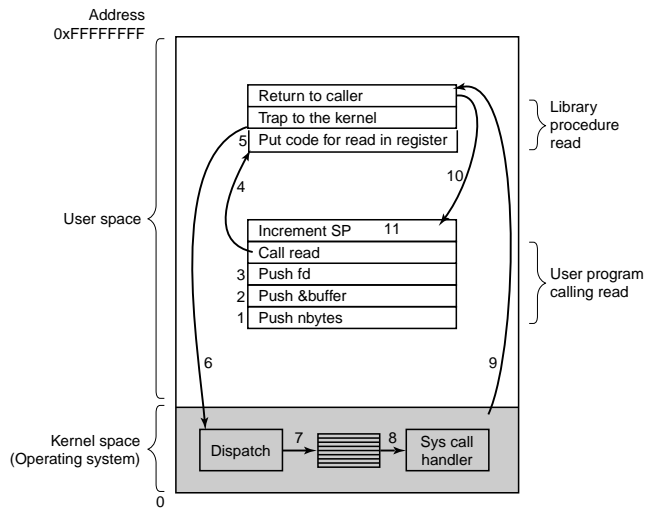 Address
0xFFFFFFFF
Return to caller
Trap to the kernel
5 Put code for read in register
Library
procedure
read
4
10
User space
Increment SP 11
Call read
3 Push fd
2 Push &buffer
1 Push nbytes
User program
calling read
6
9
Kernel space
(Operating system)
Dispatch
7
8
Sys call
handler
0